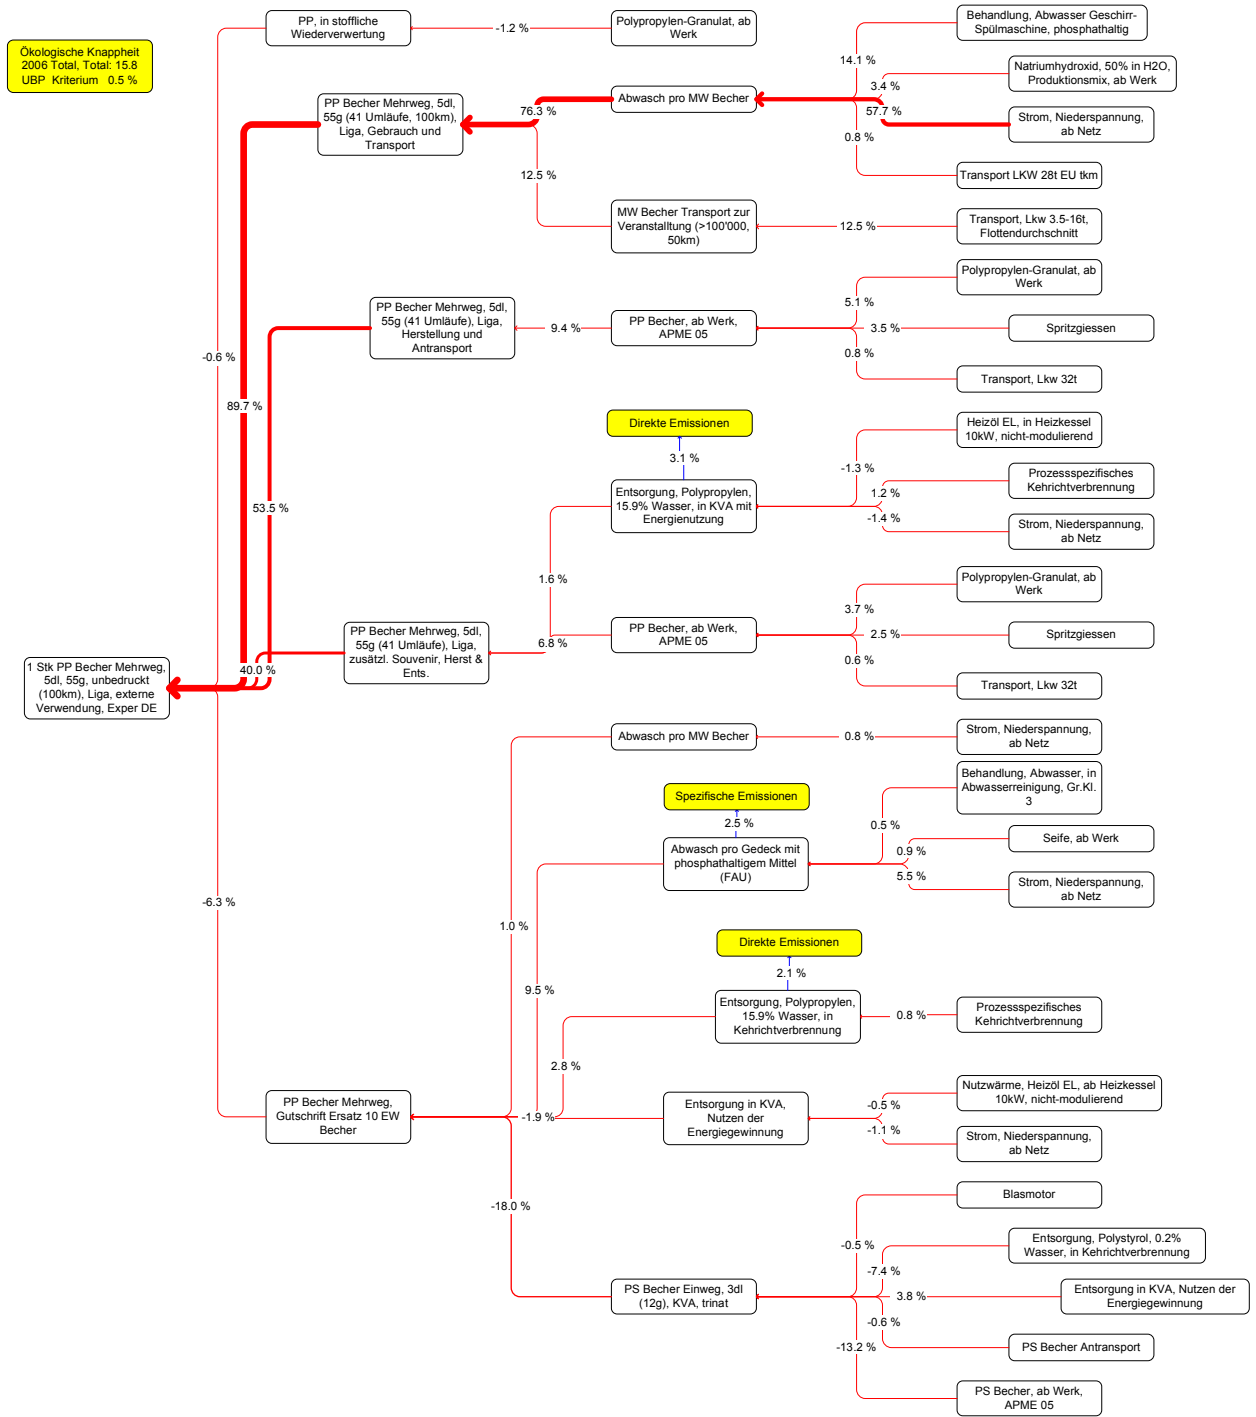 PP, in stoffliche
Wiederverwertung
-1.2 %
Polypropylen-Granulat, ab
Werk
Behandlung, Abwasser Geschirr-
Spülmaschine, phosphathaltig
Ökologische Knappheit
2006 Total, Total: 15.8
UBP Kriterium 0.5 %
14.1 %
Natriumhydroxid, 50% in H2O,
Produktionsmix, ab Werk
3.4 %
PP Becher Mehrweg, 5dl,
55g (41 Umläufe, 100km),
Liga, Gebrauch und
Transport
76.3 %
Abwasch pro MW Becher
57.7 %
Strom, Niederspannung,
ab Netz
0.8 %
12.5 %
Transport LKW 28t EU tkm
MW Becher Transport zur
Veranstalltung (>100'000,
50km)
12.5 %
Transport, Lkw 3.5-16t,
Flottendurchschnitt
Polypropylen-Granulat, ab
Werk
5.1 %
PP Becher Mehrweg, 5dl,
55g (41 Umläufe), Liga,
Herstellung und
Antransport
9.4 %
PP Becher, ab Werk,
APME 05
3.5 %
Spritzgiessen
-0.6 %
0.8 %
Transport, Lkw 32t
89.7 %
Direkte Emissionen
3.1 %
Heizöl EL, in Heizkessel
10kW, nicht-modulierend
-1.3 %
53.5 %
Entsorgung, Polypropylen,
15.9% Wasser, in KVA mit
Energienutzung
1.2 %
Prozessspezifisches
Kehrichtverbrennung
-1.4 %
Strom, Niederspannung,
ab Netz
1.6 %
Polypropylen-Granulat, ab
Werk
3.7 %
PP Becher Mehrweg, 5dl,
55g (41 Umläufe), Liga,
zusätzl. Souvenir, Herst &
Ents.
6.8 %
PP Becher, ab Werk,
APME 05
2.5 %
Spritzgiessen
0.6 %
Transport, Lkw 32t
1 Stk PP Becher Mehrweg,
5dl, 55g, unbedruckt
(100km), Liga, externe
Verwendung, Exper DE
40.0 %
Abwasch pro MW Becher
0.8 %
Strom, Niederspannung,
ab Netz
Spezifische Emissionen
2.5 %
Behandlung, Abwasser, in
Abwasserreinigung, Gr.Kl.
3
0.5 %
Abwasch pro Gedeck mit
phosphathaltigem Mittel
(FAU)
0.9 %
Seife, ab Werk
5.5 %
Strom, Niederspannung,
ab Netz
-6.3 %
1.0 %
9.5 %
Direkte Emissionen
2.1 %
Entsorgung, Polypropylen,
15.9% Wasser, in
Kehrichtverbrennung
0.8 %
Prozessspezifisches
Kehrichtverbrennung
2.8 %
PP Becher Mehrweg,
Gutschrift Ersatz 10 EW
Becher
-1.9 %
Entsorgung in KVA,
Nutzen der
Energiegewinnung
-0.5 %
Nutzwärme, Heizöl EL, ab Heizkessel
10kW, nicht-modulierend
-1.1 %
Strom, Niederspannung,
ab Netz
-18.0 %
Blasmotor
-0.5 %
Entsorgung, Polystyrol, 0.2%
Wasser, in Kehrichtverbrennung
-7.4 %
PS Becher Einweg, 3dl
(12g), KVA, trinat
3.8 %
Entsorgung in KVA, Nutzen der
Energiegewinnung
-0.6 %
PS Becher Antransport
-13.2 %
PS Becher, ab Werk,
APME 05